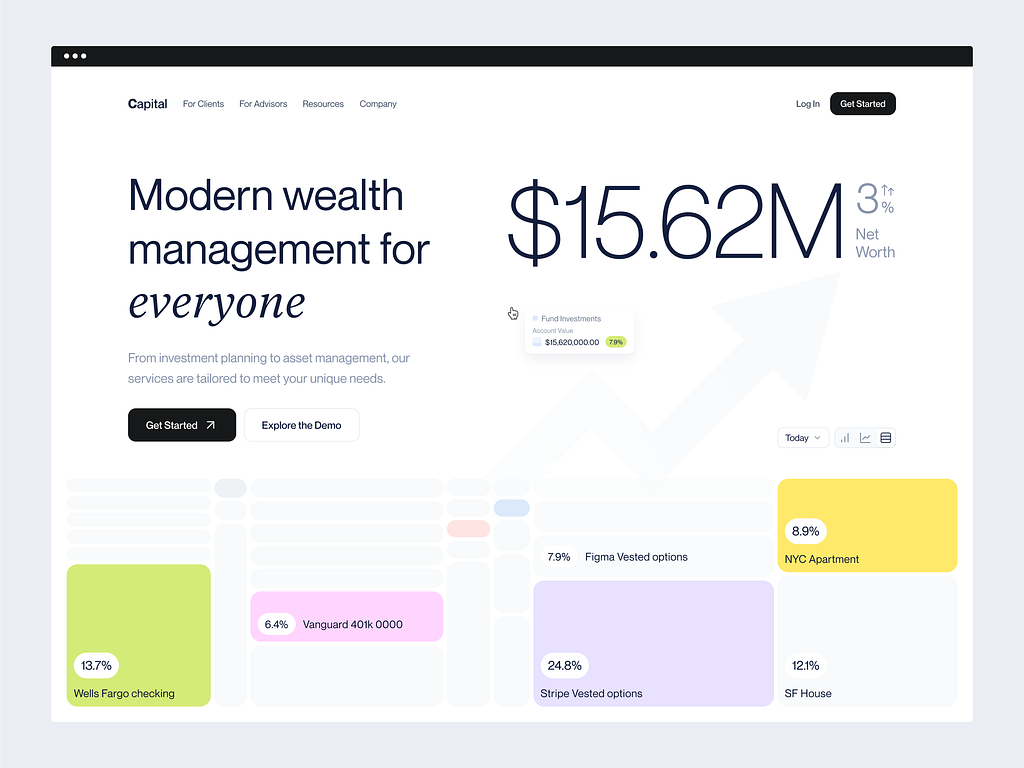 Capital For Clients For Advisors Resources Company Log In Get Started
Modern wealth
management for
everyone
From investment planning to asset management, our
services are tailored to meet your unique needs.
Get Started Explore the Demo
$15.62M
3%
Net
Worth
Fund Investments
Account Value
$15,620,000.00 7.9%
Today
13.7%
Wells Fargo checking
6.4% Vanguard 401k 0000
7.9% Figma Vested options
24.8%
Stripe Vested options
8.9%
NYC Apartment
12.1%
SF House